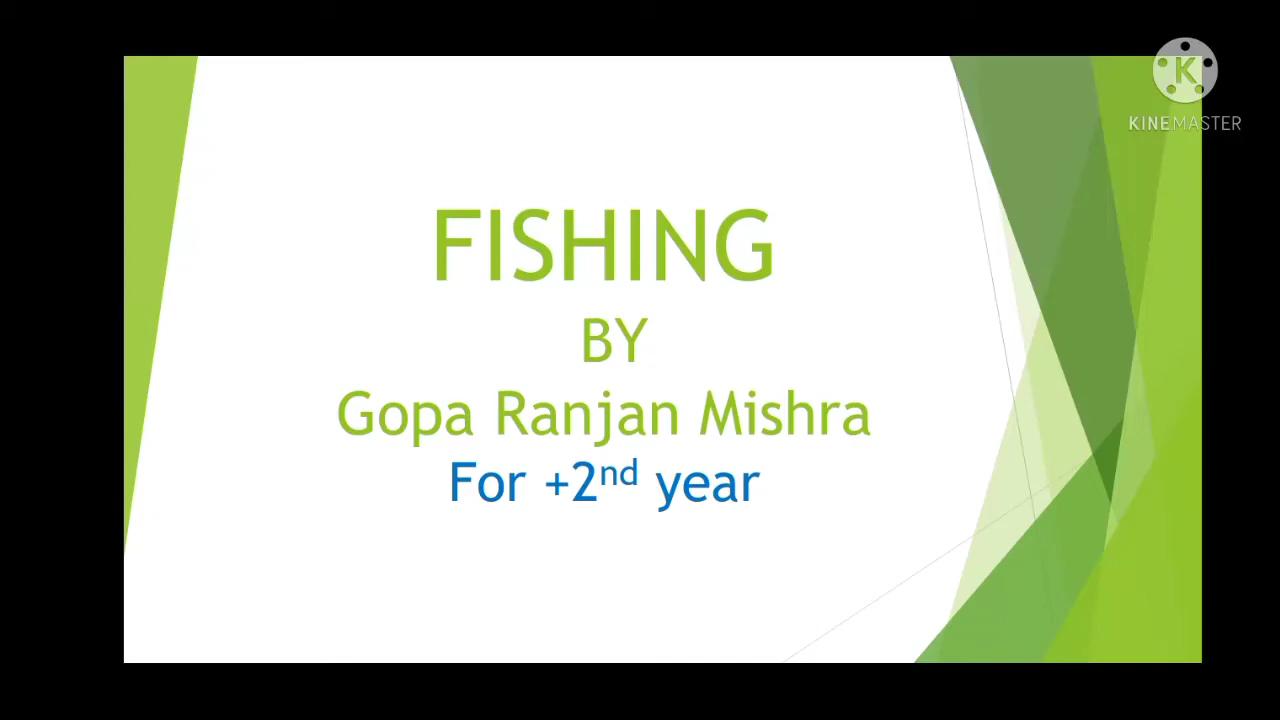 KINEMASTER
FISHING
BY
Gopa Ranjan Mishra
For +2nd year